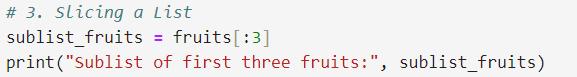 # 3. Slicing a List
sublist_fruits = fruits[:3]
print("Sublist of first three fruits:", sublist_fruits)